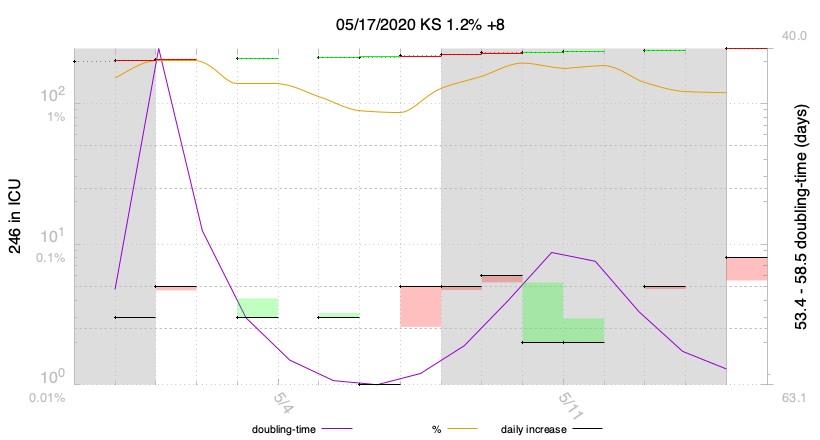 05/17/2020 KS 1.2% +8
40.0
10²
1%
246 in ICU
10¹
0.1%
53.4 - 58.5 doubling-time (days)
10⁰
0.01%
63.1
5/4
5/11
doubling-time
%
daily increase